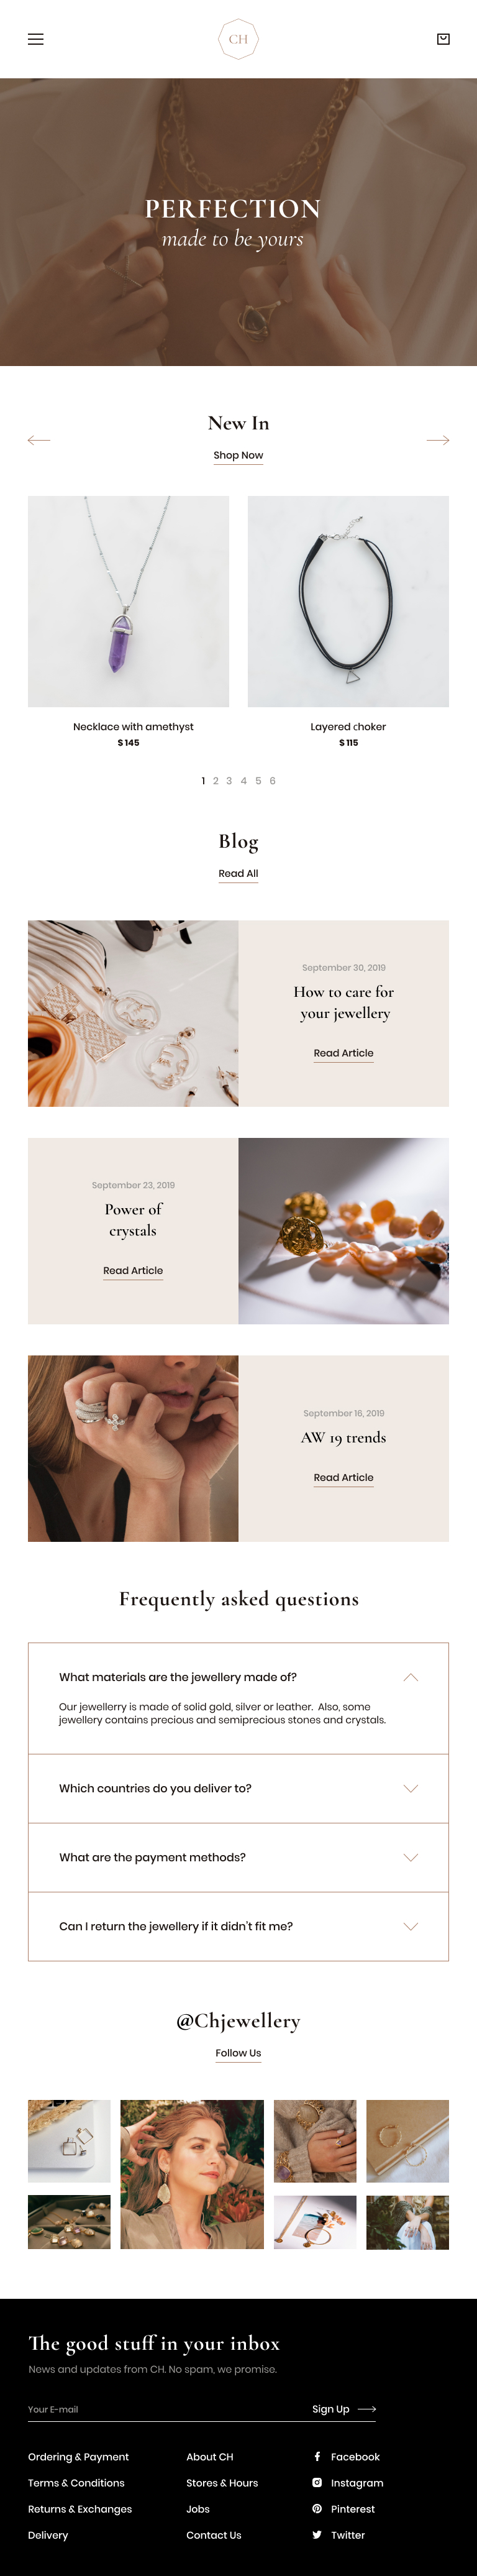 CH
PERFECTION
made to be yours
New In
Shop Now
Necklace with amethyst
$ 145
Layered choker
$ 115
1 2 3 4 5 6
Blog
Read All
September 30, 2019
How to care for
your jewellery
Read Article
September 23, 2019
Power of
crystals
Read Article
September 16, 2019
AW 19 trends
Read Article
Frequently asked questions
What materials are the jewellery made of?
Our jewellerry is made of solid gold, silver or leather. Also, some
jewellery contains precious and semiprecious stones and crystals.
Which countries do you deliver to?
What are the payment methods?
Can I return the jewellery if it didn't fit me?
@Chjewellery
Follow Us
The good stuff in your inbox
News and updates from CH. No spam, we promise.
Your E-mail
Sign Up
Ordering & Payment
About CH
Facebook
Terms & Conditions
Stores & Hours
Instagram
Returns & Exchanges
Jobs
Pinterest
Delivery
Contact Us
Twitter